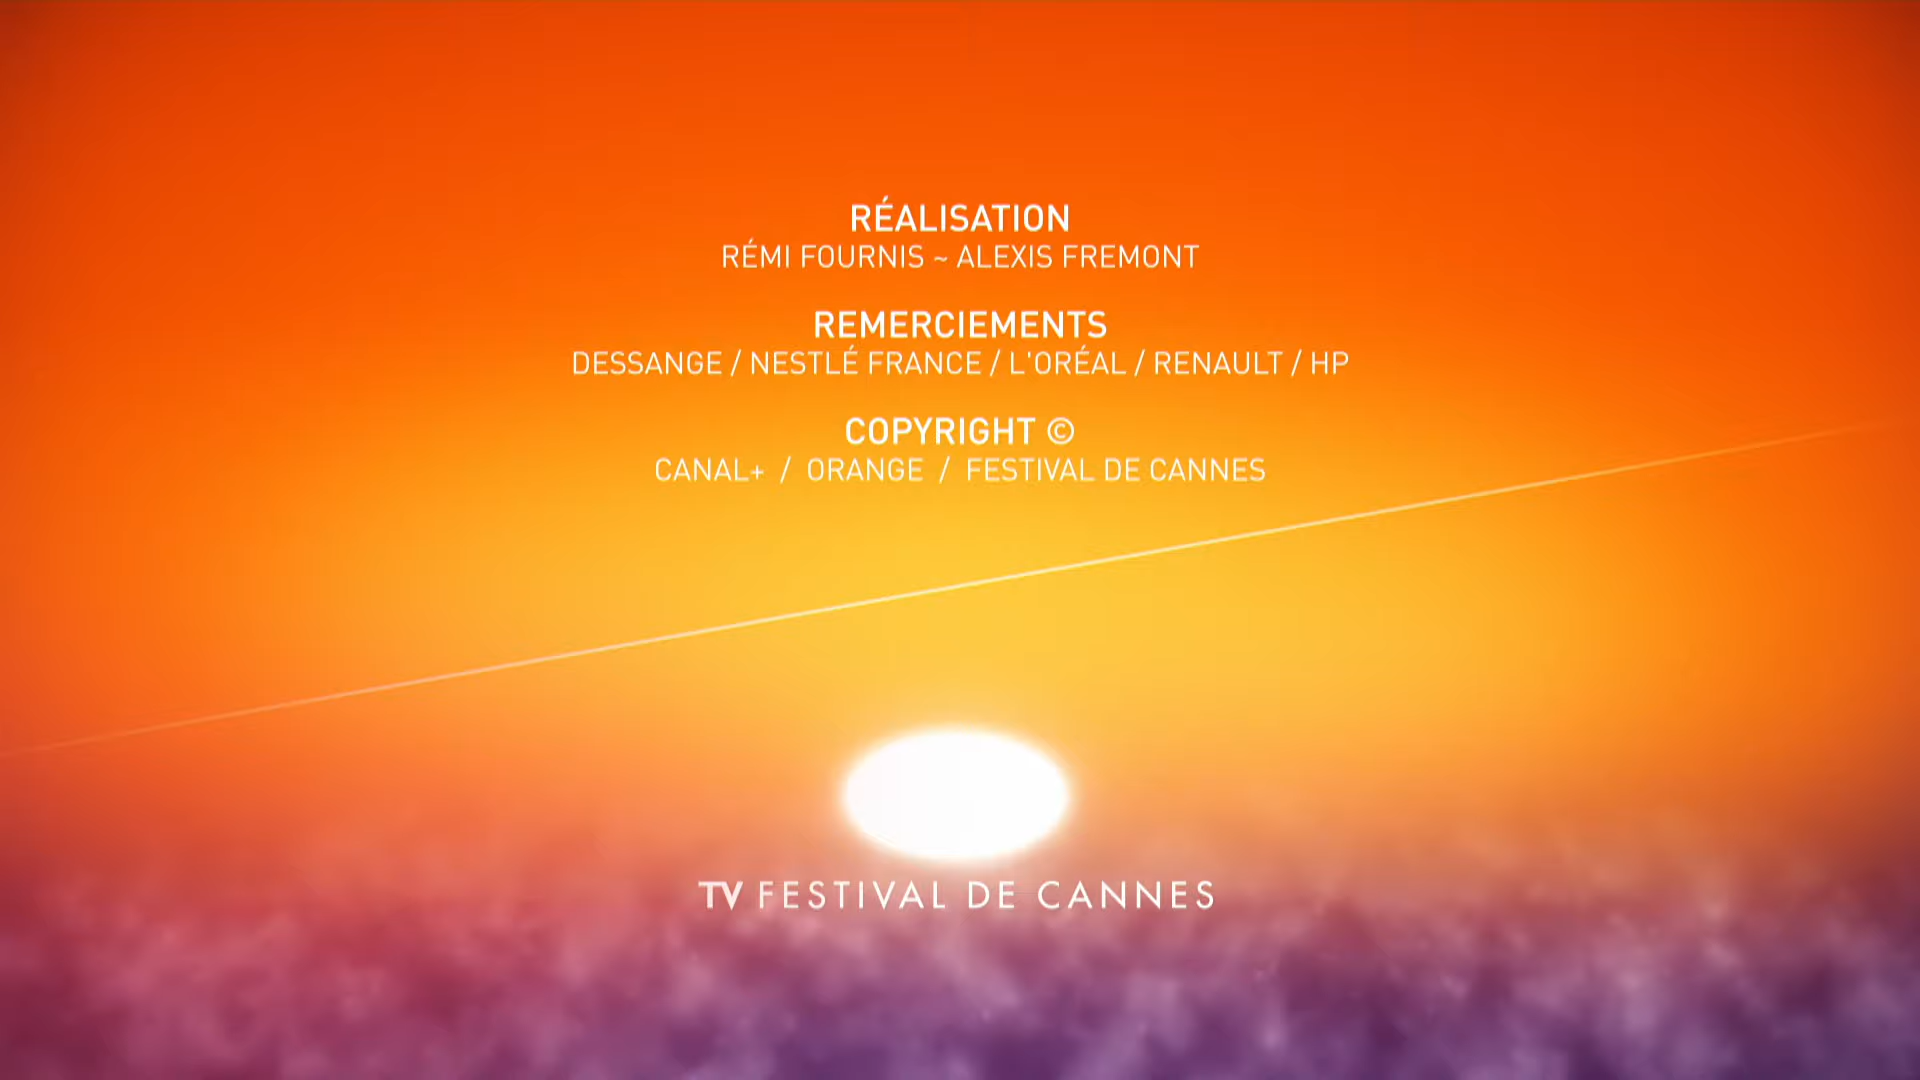 RÉALISATION
RÉMI FOURNIS ~ ALEXIS FREMONT
REMERCIEMENTS
DESSANGE / NESTLÉ FRANCE / L'ORÉAL / RENAULT / HP
COPYRIGHT ©
CANAL+ / ORANGE / FESTIVAL DE CANNES
TV FESTIVAL DE CANNES